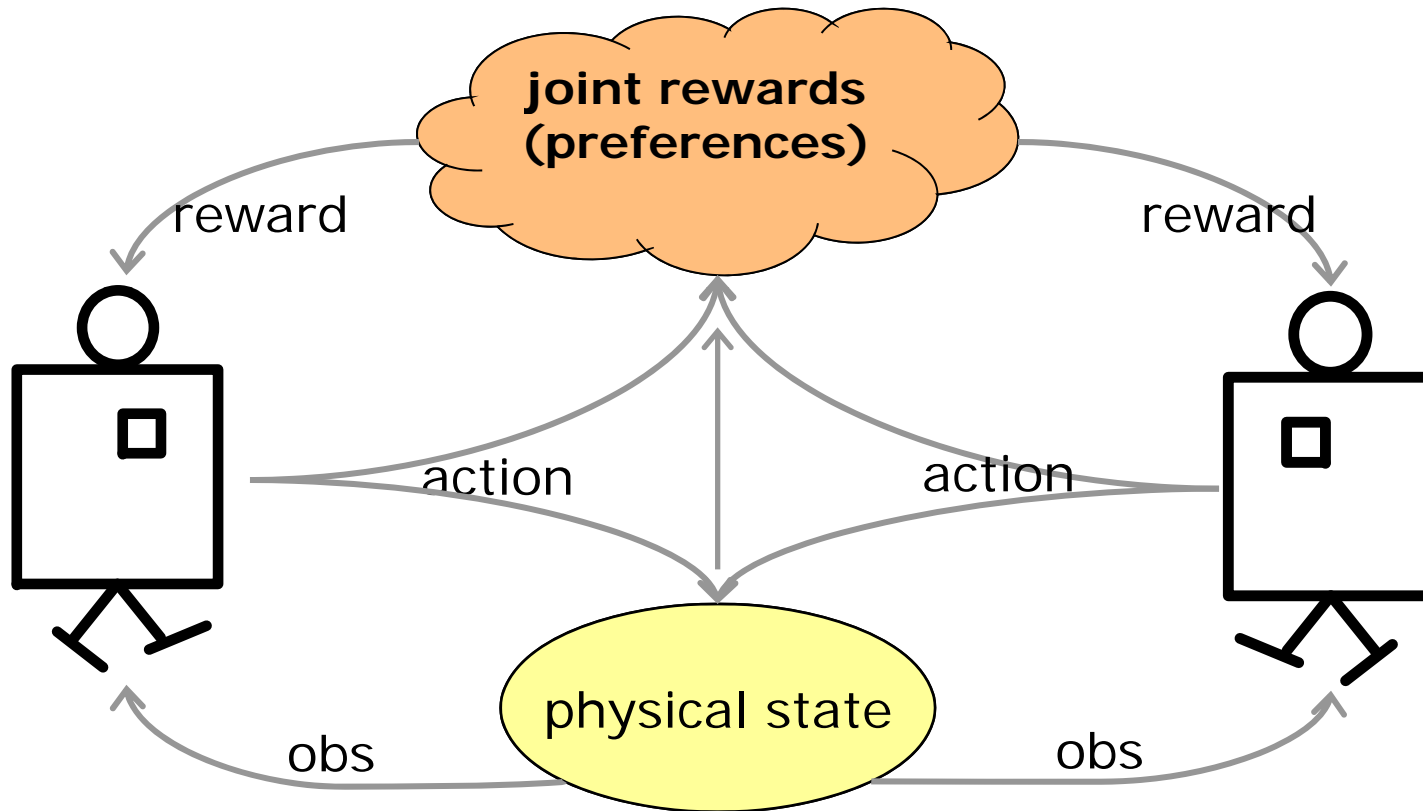 joint rewards
(preferences)
reward
reward
action
action
physical state
obs
obs